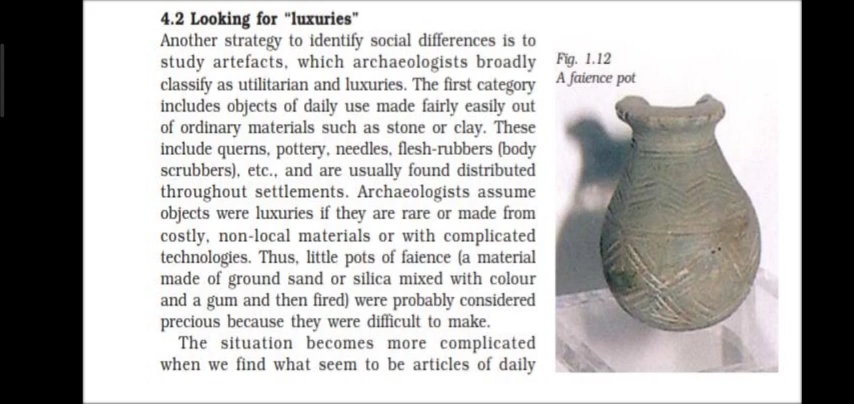 4.2 Looking for “luxuries”
Another strategy to identify social differences is to
study artefacts, which archaeologists broadly
classify as utilitarian and luxuries. The first category
includes objects of daily use made fairly easily out
of ordinary materials such as stone or clay. These
include querns, pottery, needles, flesh-rubbers (body
scrubbers), etc., and are usually found distributed
throughout settlements. Archaeologists assume
objects were luxuries if they are rare or made from
costly, non-local materials or with complicated
technologies. Thus, little pots of faience (a material
made of ground sand or silica mixed with colour
and a gum and then fired) were probably considered
precious because they were difficult to make.
The situation becomes more complicated
when we find what seem to be articles of daily
Fig. 1.12
A faience pot